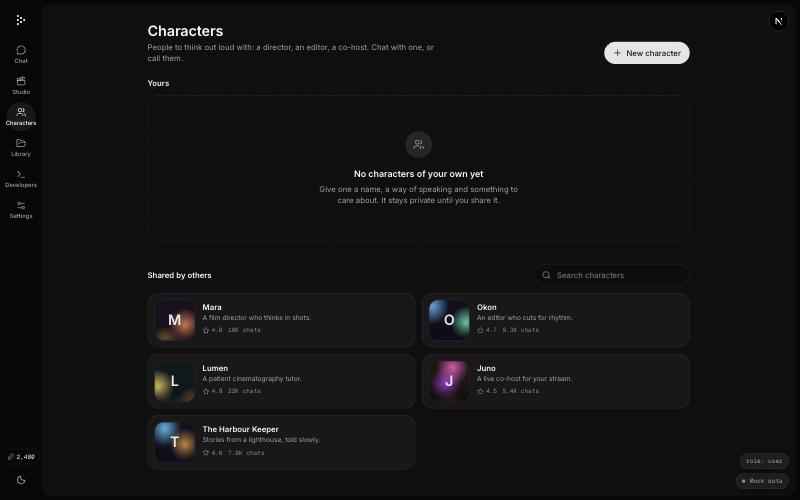 Characters
People to think out loud with: a director, an editor, a co-host. Chat with one, or
call them.
New character
N
Chat
Studio
Characters
Library
Developers
Settings
Yours
No characters of your own yet
Give one a name, a way of speaking and something to
care about. It stays private until you share it.
Shared by others
Search characters
M
Mara
A film director who thinks in shots.
4.8 18K chats
O
Okon
An editor who cuts for rhythm.
4.7 9.3K chats
L
Lumen
A patient cinematography tutor.
4.9 22K chats
J
Juno
A live co-host for your stream.
4.5 5.4K chats
T
The Harbour Keeper
Stories from a lighthouse, told slowly.
4.6 7.8K chats
2,480
role: user
Mock data